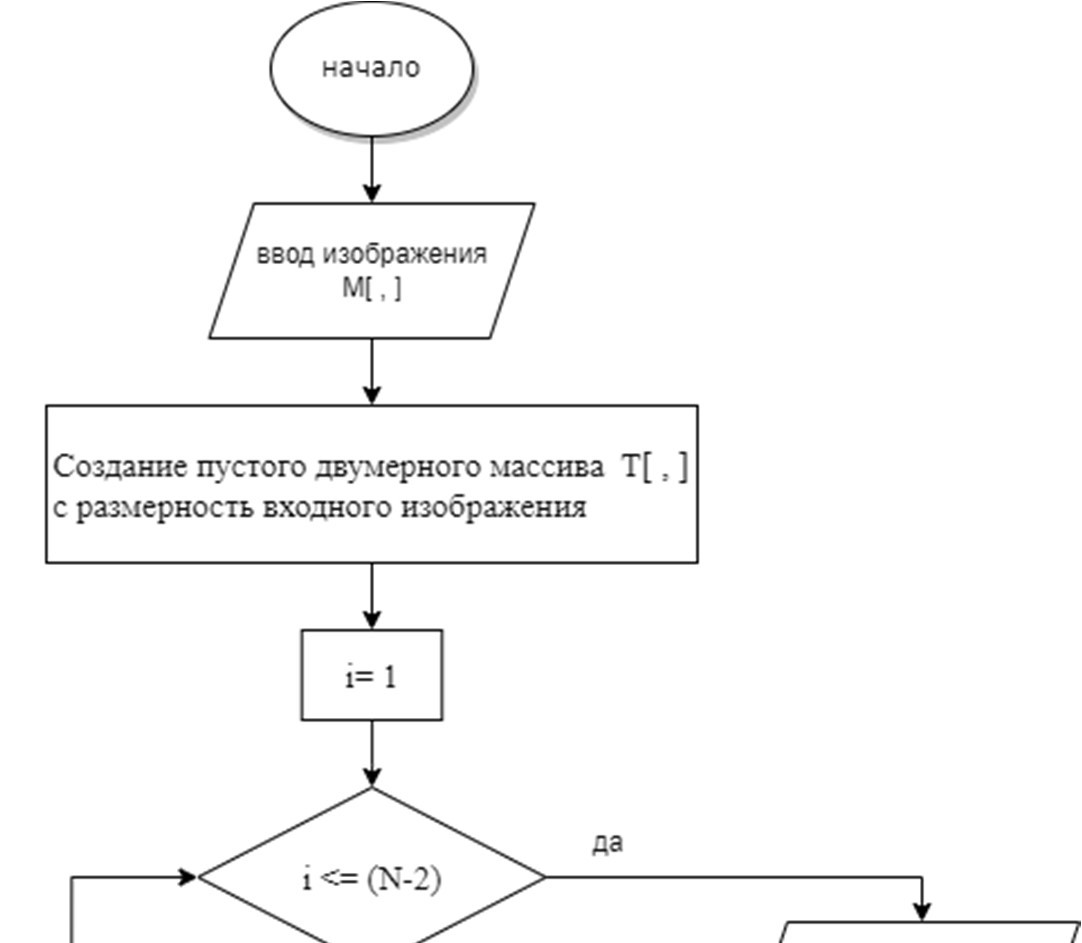 начало
ввод изображения
М[ , ]
Создание пустого двумерного массива Т[ , ]
с размерность входного изображения
i= 1
да
i <= (N-2)